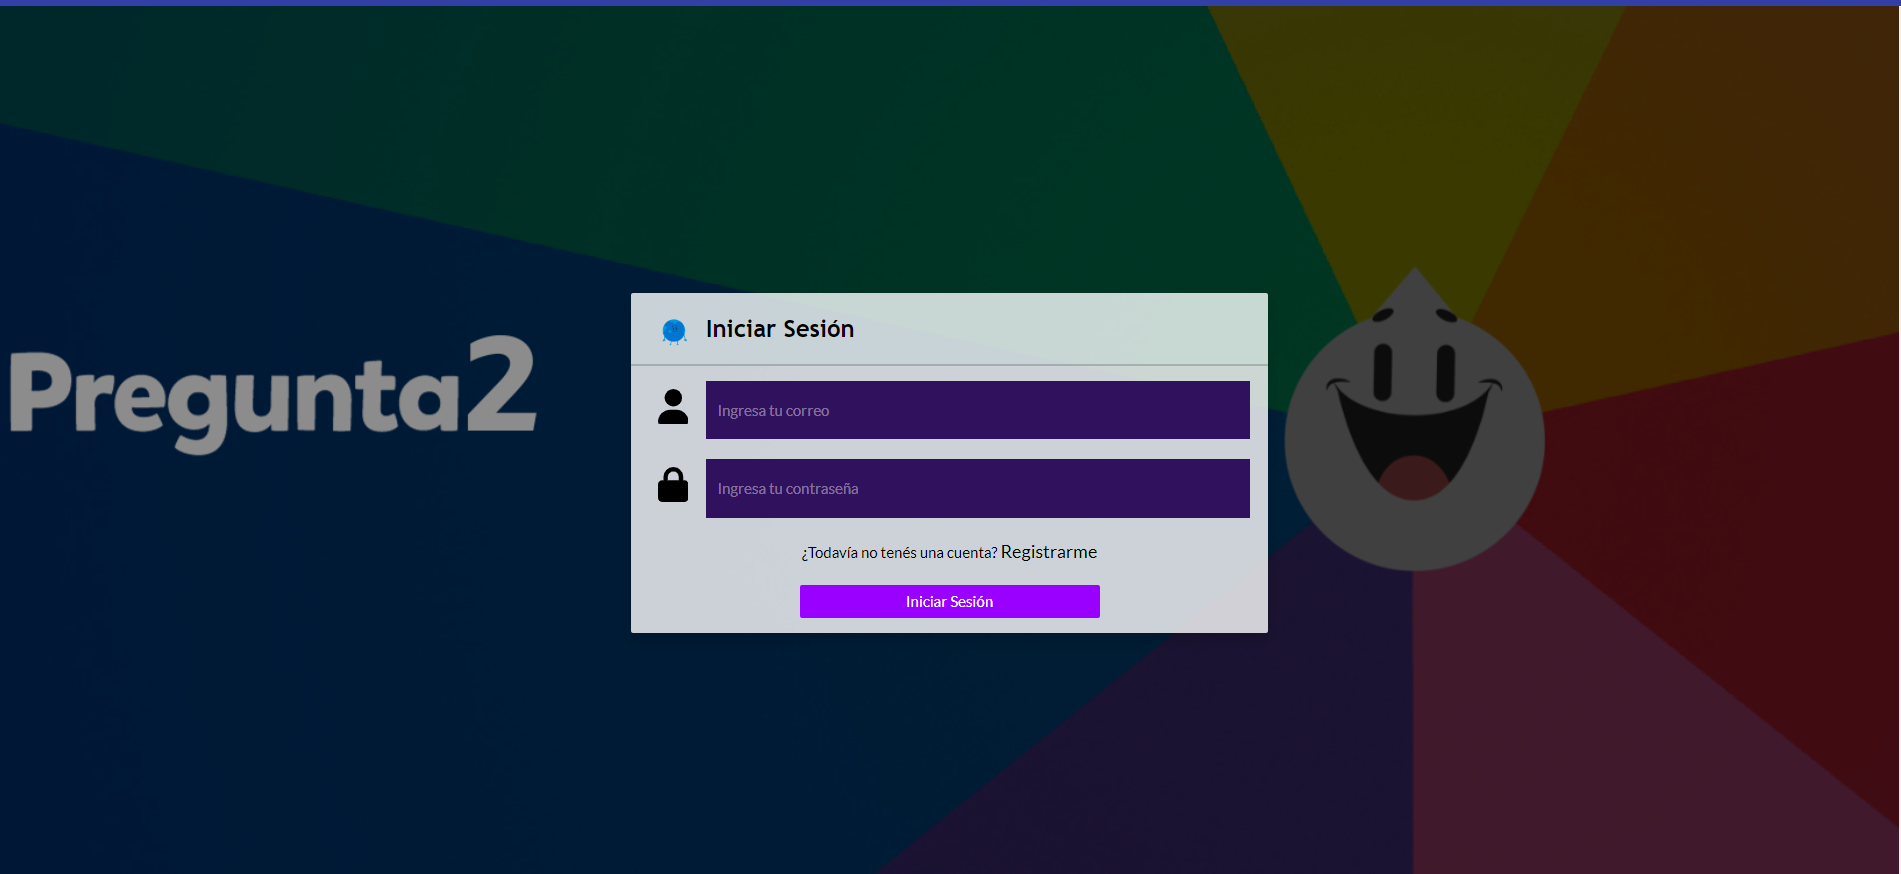 Pregunta2
Iniciar Sesión
Ingresa tu correo
Ingresa tu contraseña
¿Todavía no tenés una cuenta? Registrarme
Iniciar Sesión